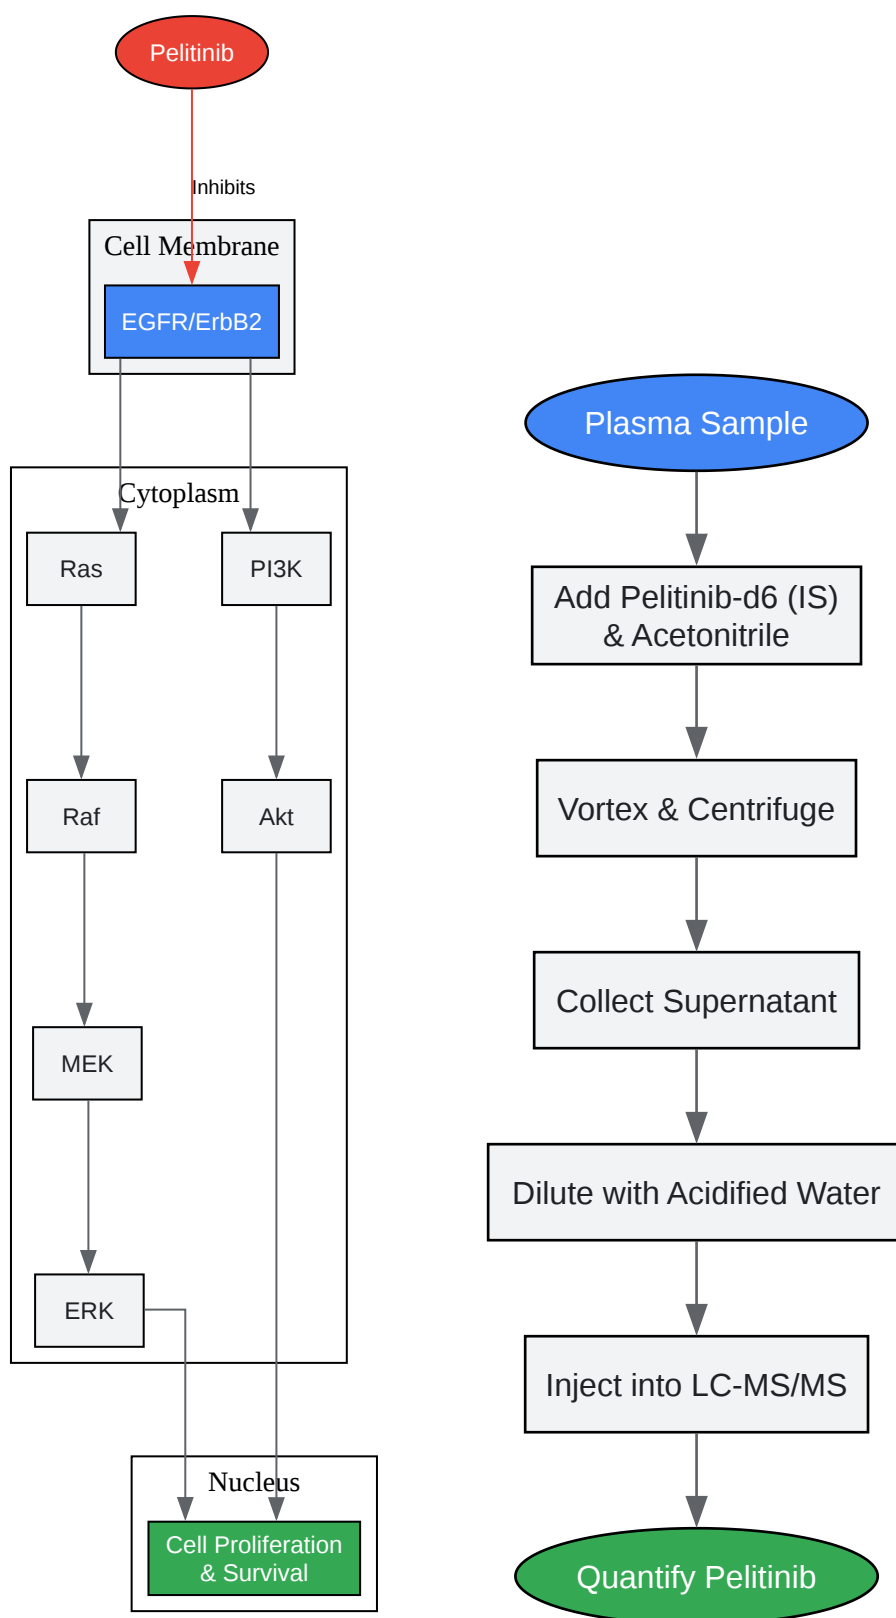 Pelitinib
Inhibits
Cell Membrane
EGFR/ErbB2
Cytoplasm
Ras
PI3K
Raf
Akt
MEK
ERK
Nucleus
Cell Proliferation
& Survival
Plasma Sample
Add Pelitinib-d6 (IS)
& Acetonitrile
Vortex & Centrifuge
Collect Supernatant
Dilute with Acidified Water
Inject into LC-MS/MS
Quantify Pelitinib